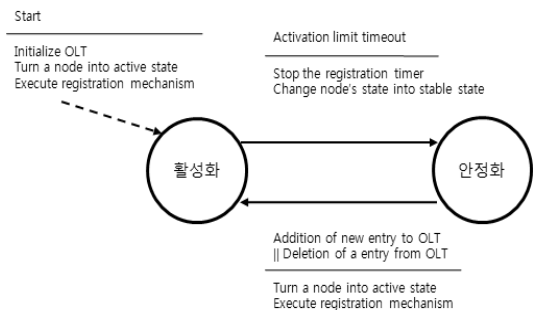 Start
Initialize OLT
Turn a node into active state
Execute registration mechanism
Activation limit timeout
Stop the registration timer
Change node's state into stable state
활성화
안정화
Addition of new entry to OLT
|| Deletion of a entry from OLT
Turn a node into active state
Execute registration mechanism